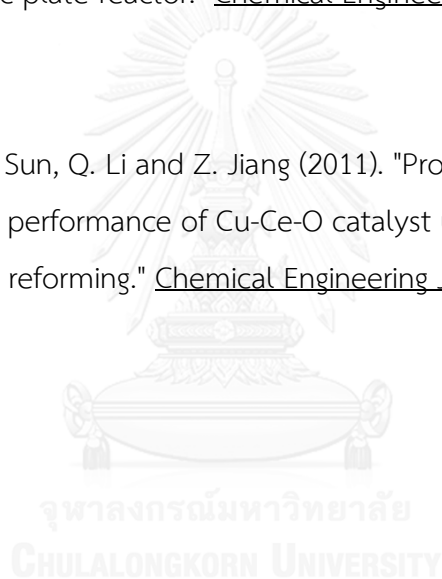 plate reactor." Chemical Enginee
Sun, Q. Li and Z. Jiang (2011). "Pro
performance of Cu-Ce-O catalyst
reforming." Chemical Engineering
จุฬาลงกรณ์มหาวิทยาลัย
CHULALONGKORN UNIVERSITY